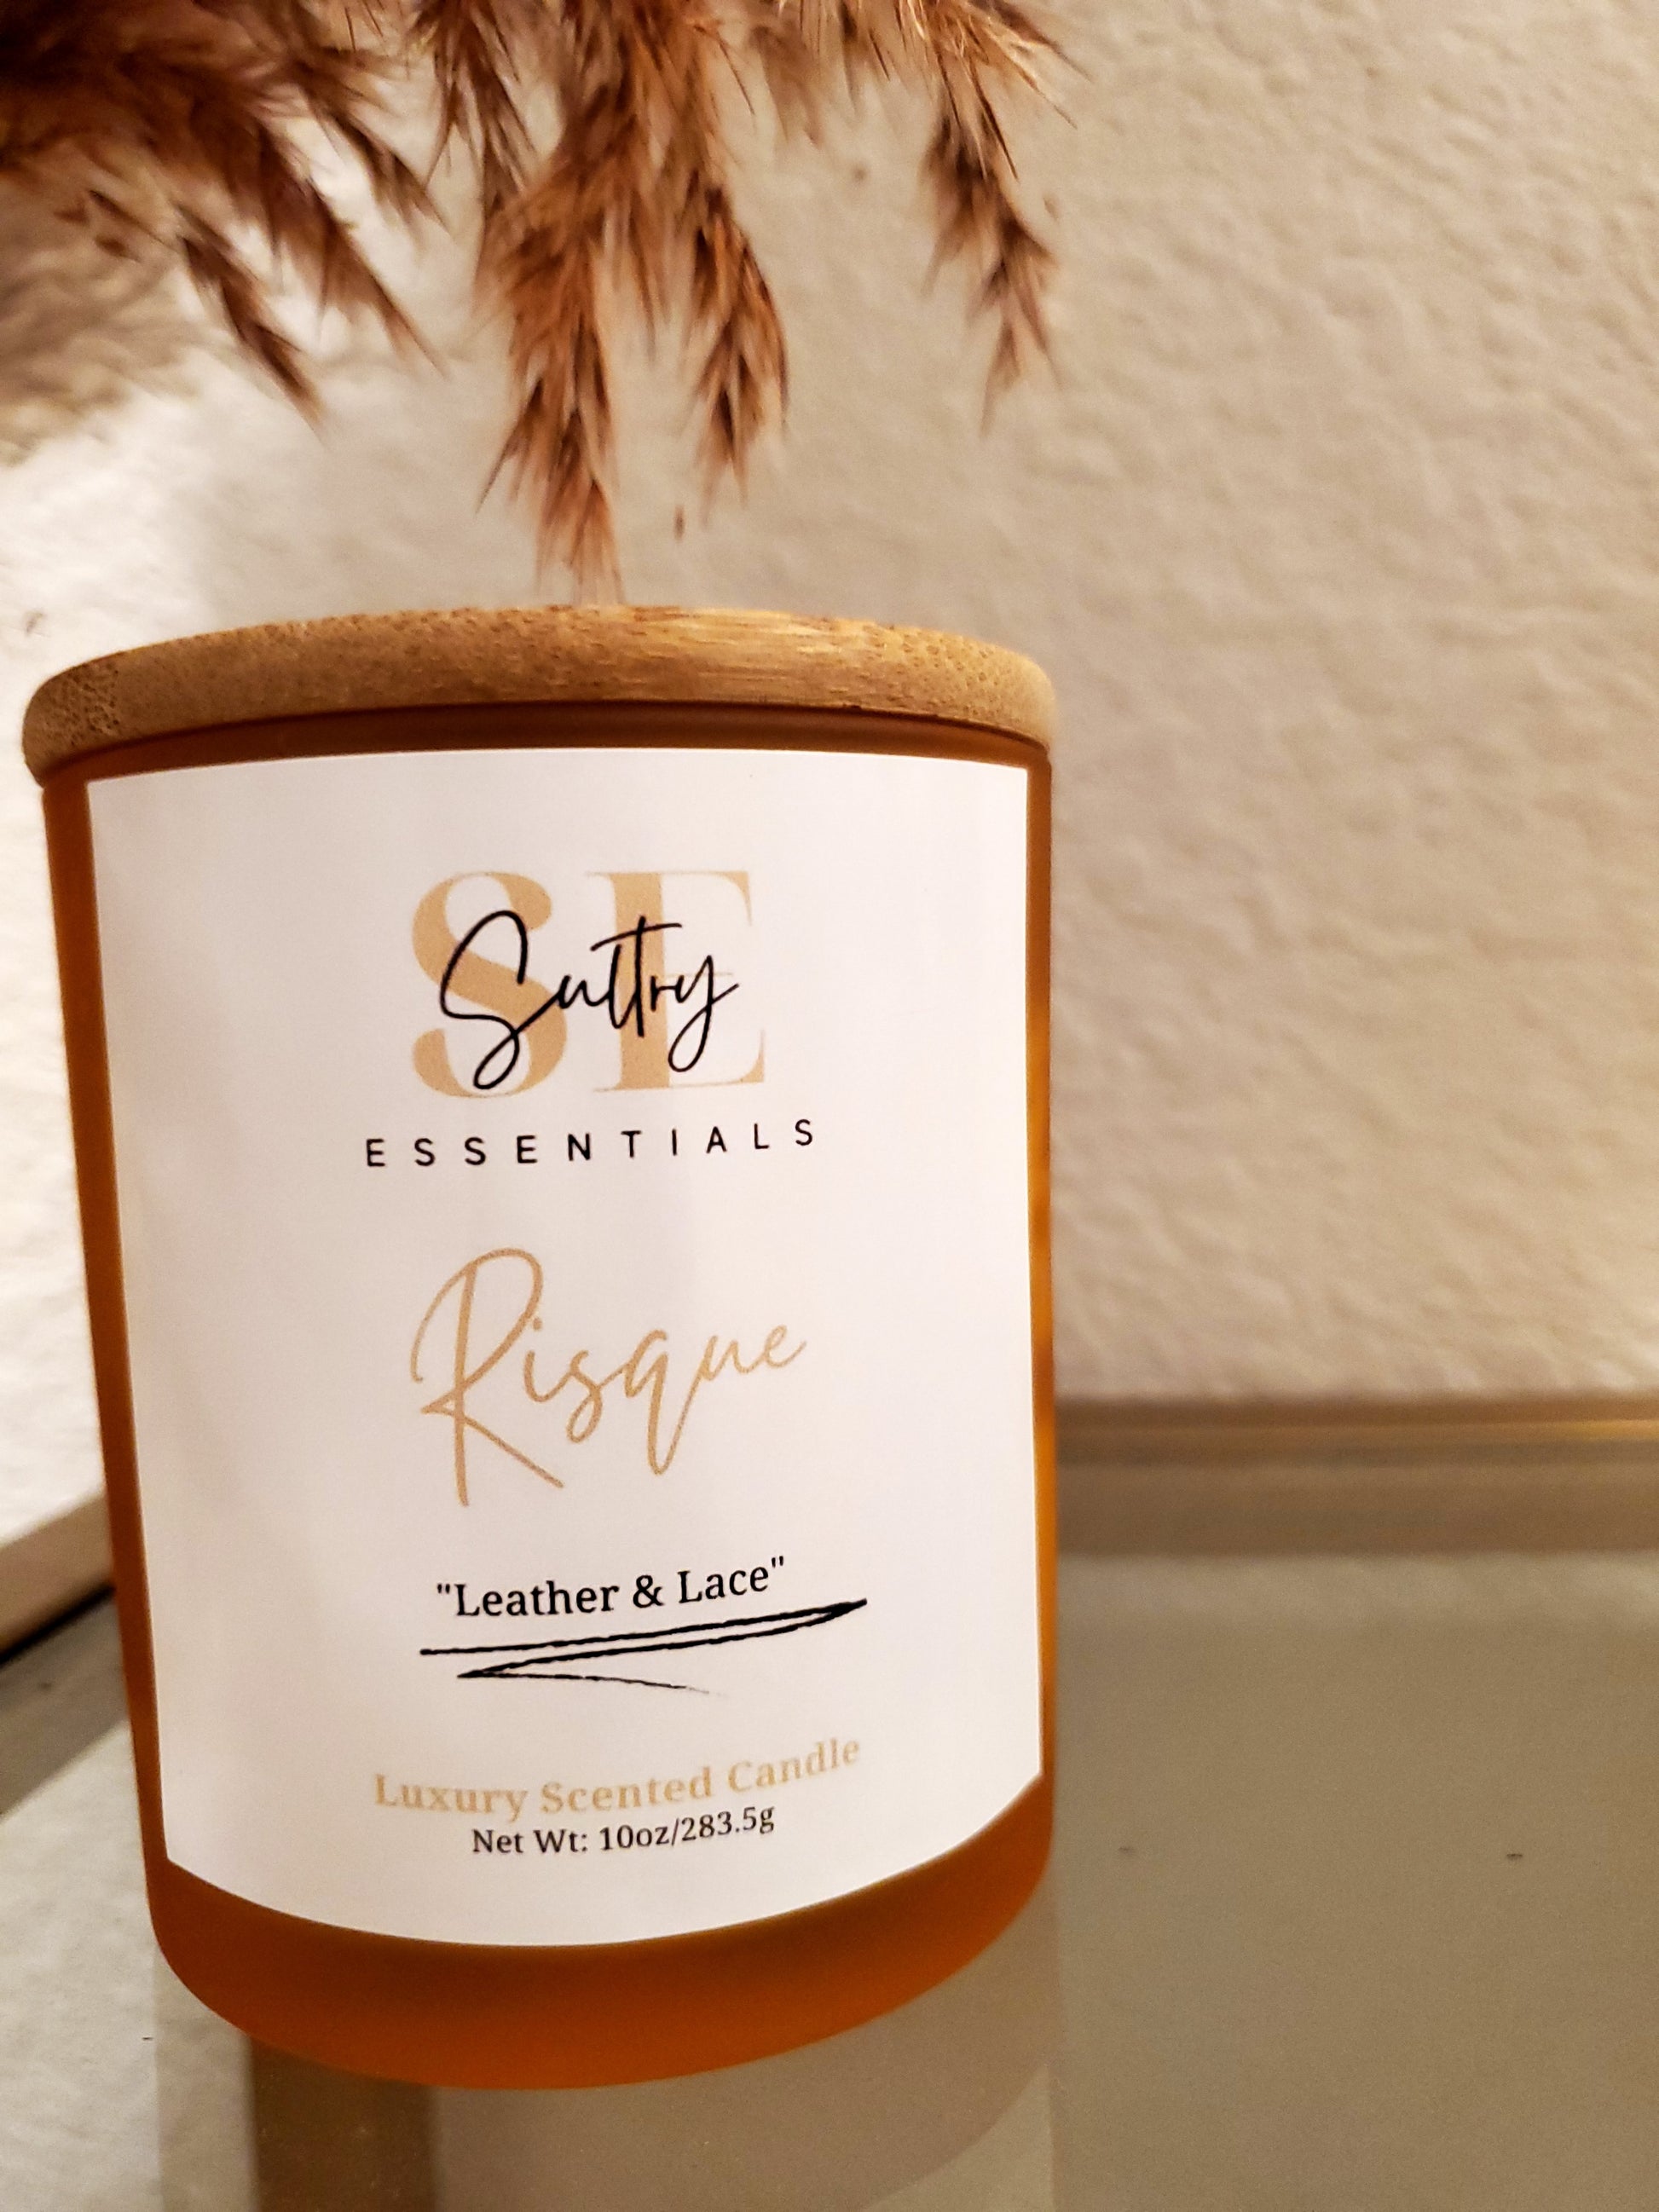 SE
Sultry
ESSENTIALS
Risque
"Leather & Lace"
Luxury Scented Candle
Net Wt: 10oz/283.5g